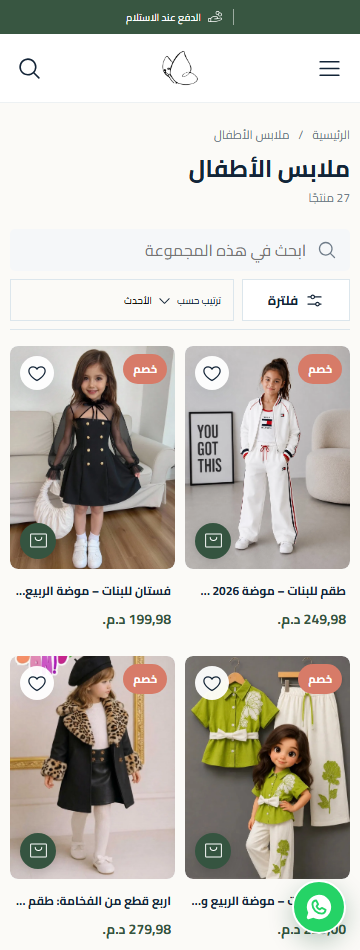 الدفع عند الاستلام
الرئيسية / ملابس الأطفال
ملابس الأطفال
27 منتجًا
ابحث في هذه المجموعة
فلترة
ترتيب حسب الأحدث
خصم
خصم
YOU
GOT
THIS
طقم للبنات – موضة 2026 ...
فستان للبنات – موضة الربيع...
249,98 د.م.
199,98 د.م.
خصم
خصم
– موضة الربيع و...
اربع قطع من الفخامة: طقم ...
د.م.
279,98 د.م.